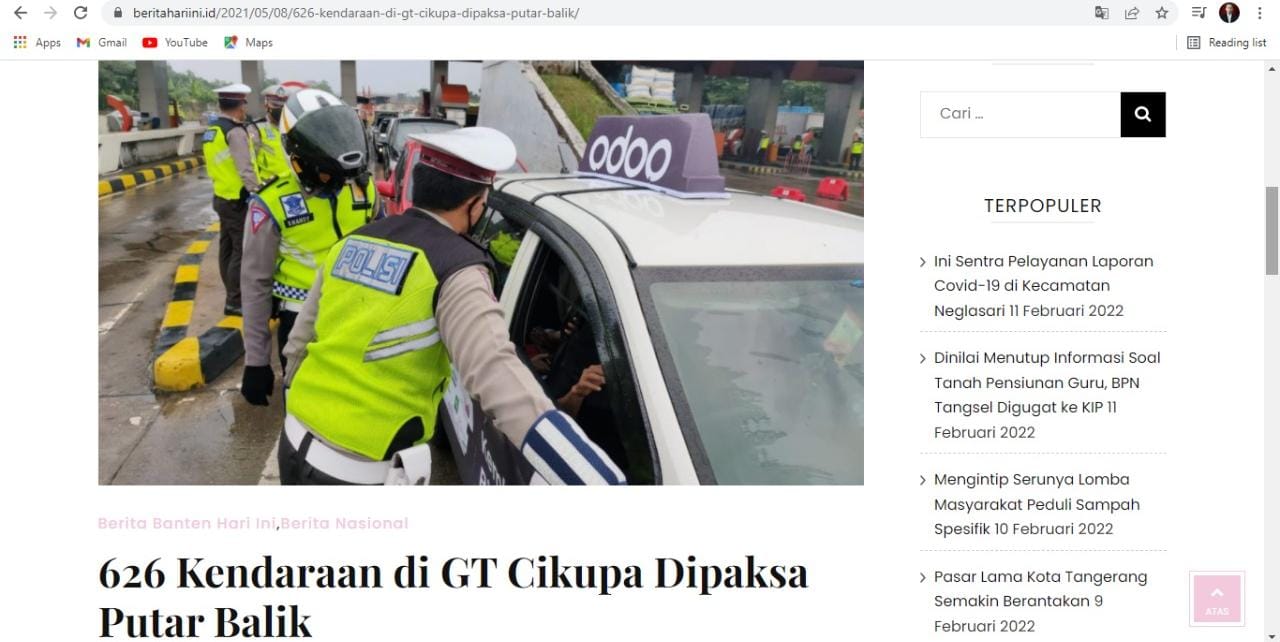 beritahariini.id/2021/05/08/626-kendaraan-di-gt-cikupa-dipaksa-putar-balik/
Apps
Gmail
YouTube
Maps
Reading list
odoo
POLISI
Berita Banten Hari Ini,Berita Nasional
626 Kendaraan di GT Cikupa Dipaksa
Putar Balik
Cari ...
TERPOPULER
Ini Sentra Pelayanan Laporan
Covid-19 di Kecamatan
Neglasari 11 Februari 2022
Dinilai Menutup Informasi Soal
Tanah Pensiunan Guru, BPN
Tangsel Digugat ke KIP 11
Februari 2022
Mengintip Serunya Lomba
Masyarakat Peduli Sampah
Spesifik 10 Februari 2022
Pasar Lama Kota Tangerang
Semakin Berantakan 9
Februari 2022
ATAS